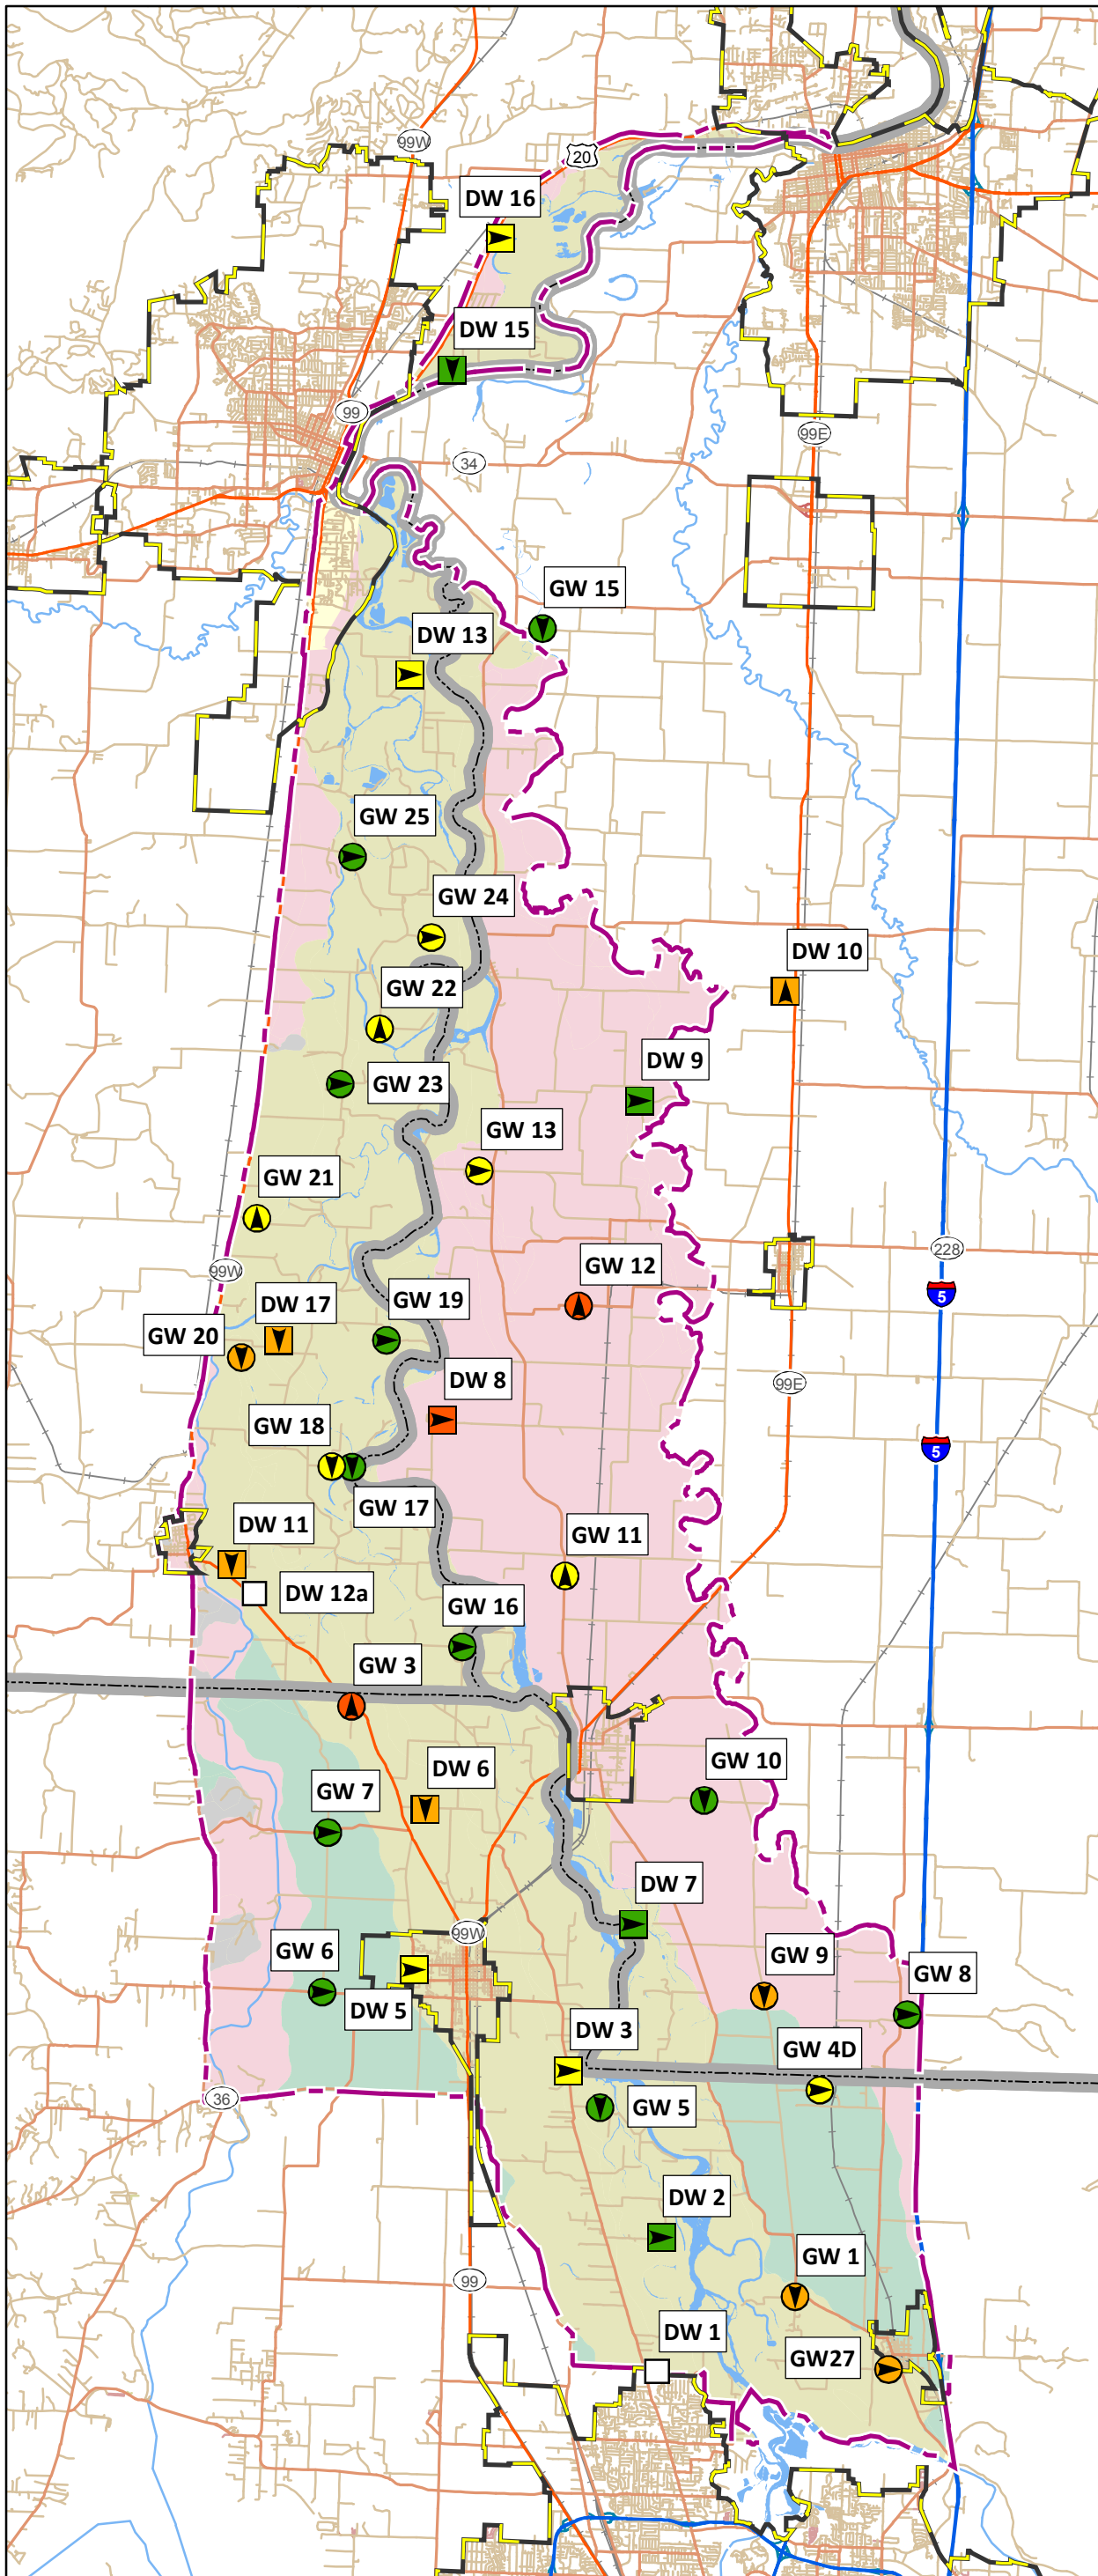 99W
20
DW 16
DW 15
99
99E
34
GW 15
DW 13
GW 25
GW 24
DW 10
GW 22
DW 9
GW 23
GW 13
GW 21
228
99W
GW 12
5
DW 17
GW 19
GW 20
DW 8
99E
GW 18
5
GW 17
DW 11
GW 11
DW 12a
GW 16
GW 3
GW 10
DW 6
GW 7
DW 7
99W
GW 6
GW 9
GW 8
DW 5
DW 3
GW 4D
36
GW 5
DW 2
GW 1
99
DW 1
GW27